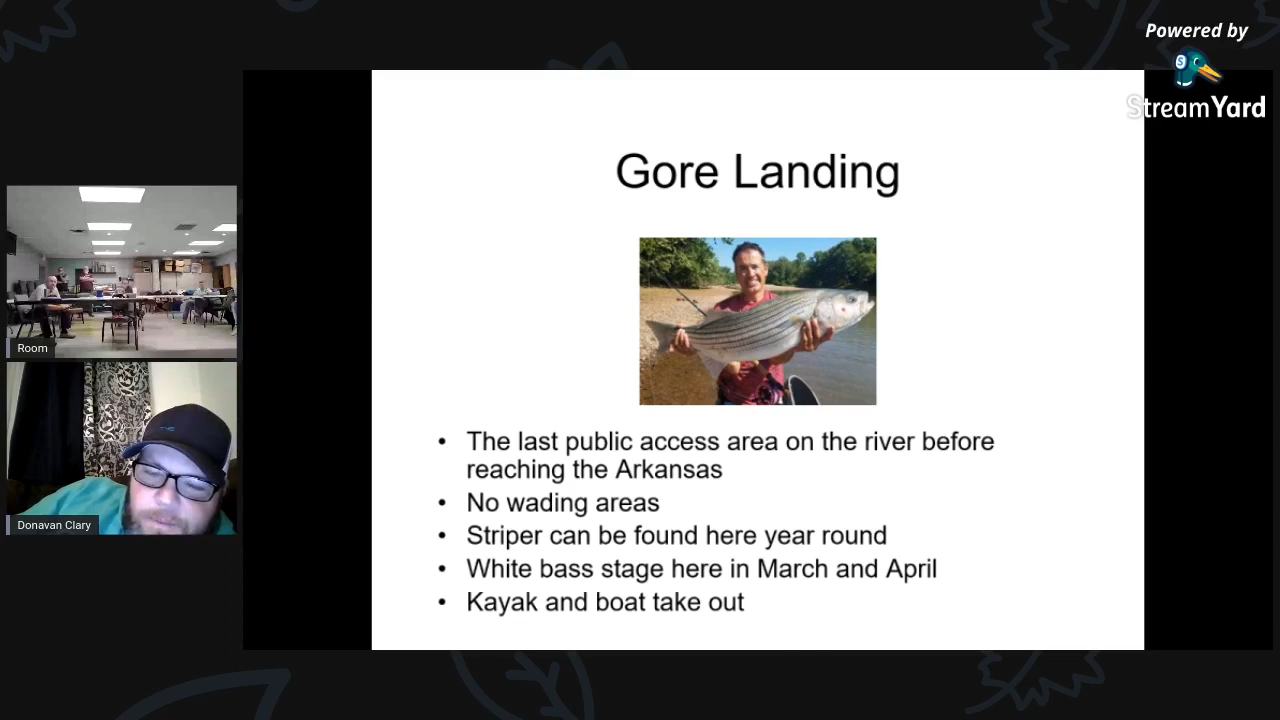 Powered by
StreamYard
Gore Landing
• The last public access area on the river before
reaching the Arkansas
• No wading areas
• Striper can be found here year round
• White bass stage here in March and April
• Kayak and boat take out
Room
Donavan Clary